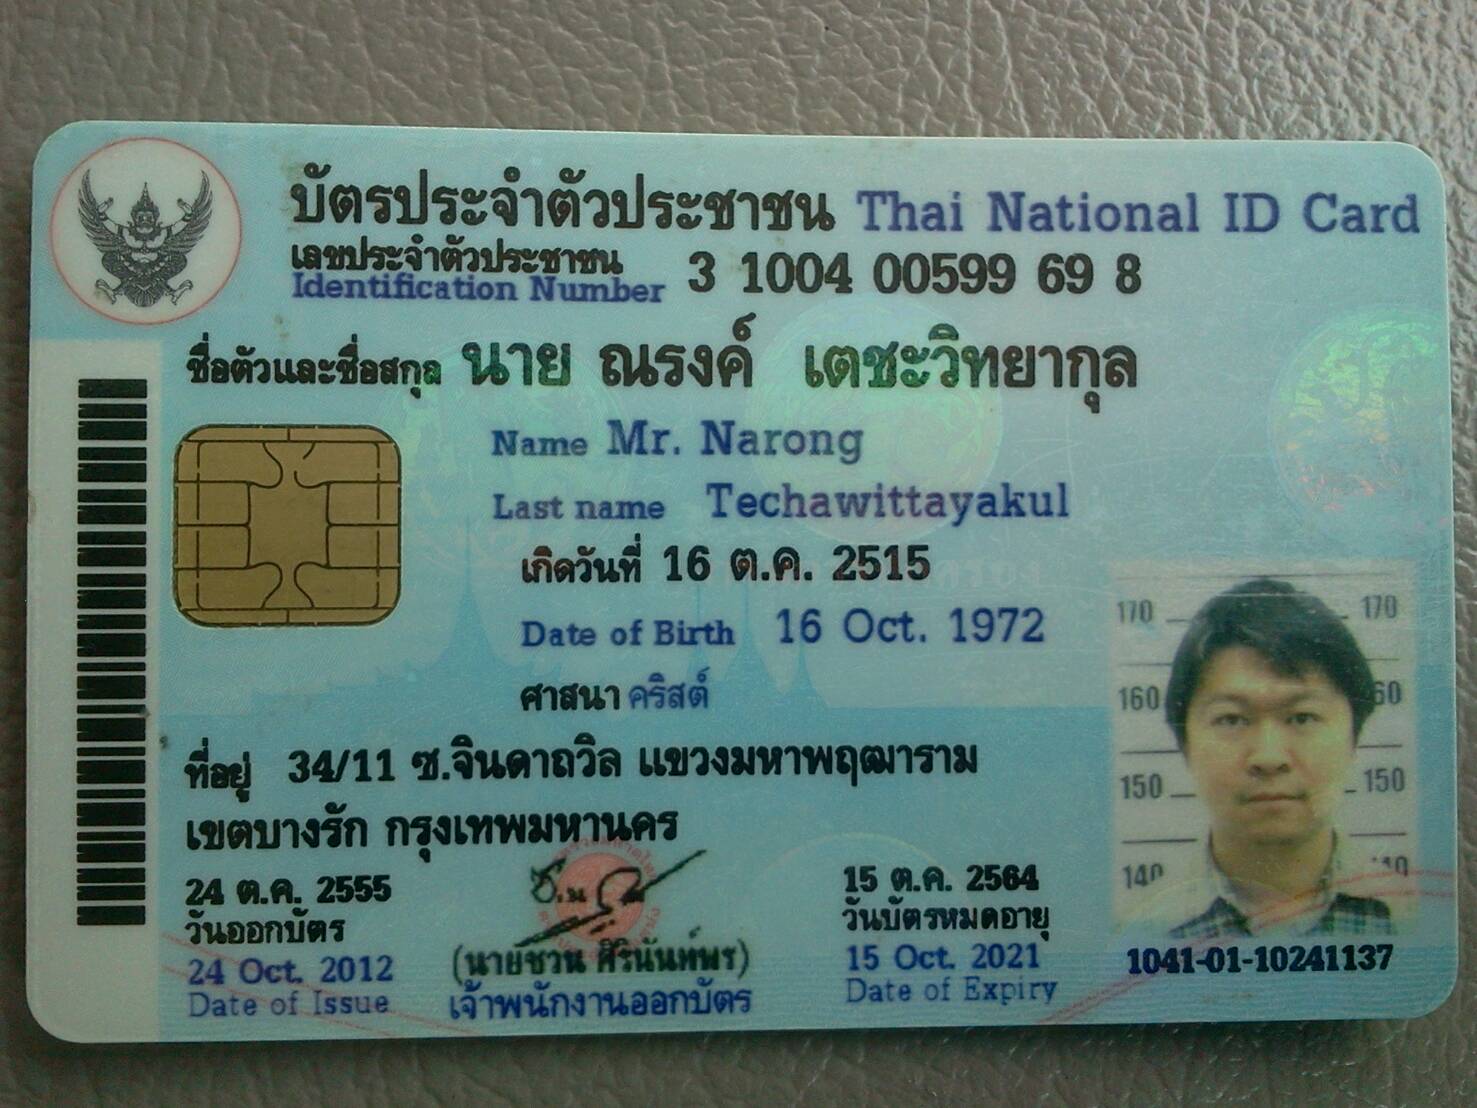 บัตรประจำตัวประชาชน Thai National ID Card
เลขประจำตัวประชาชน
Identification Number 3 1004 00599 69 8
ชื่อตัวและชื่อสกุล นาย ณรงค์ เตชะวิทยากุล
Name Mr. Narong
Last name Techawittayakul
เกิดวันที่ 16 ต.ค. 2515
Date of Birth 16 Oct. 1972
ศาสนา คริสต์
ที่อยู่ 34/11 ซ.จินดาถวิล แขวงมหาพฤฒาราม
เขตบางรัก กรุงเทพมหานคร
24 ต.ค. 2555
วันออกบัตร
24 Oct. 2012
Date of Issue
(นายชวน ศิรินันท์พร)
เจ้าพนักงานออกบัตร
15 ต.ค. 2564
วันบัตรหมดอายุ
15 Oct. 2021
Date of Expiry
170 170
160 60
150 150
140
1041-01-10241137